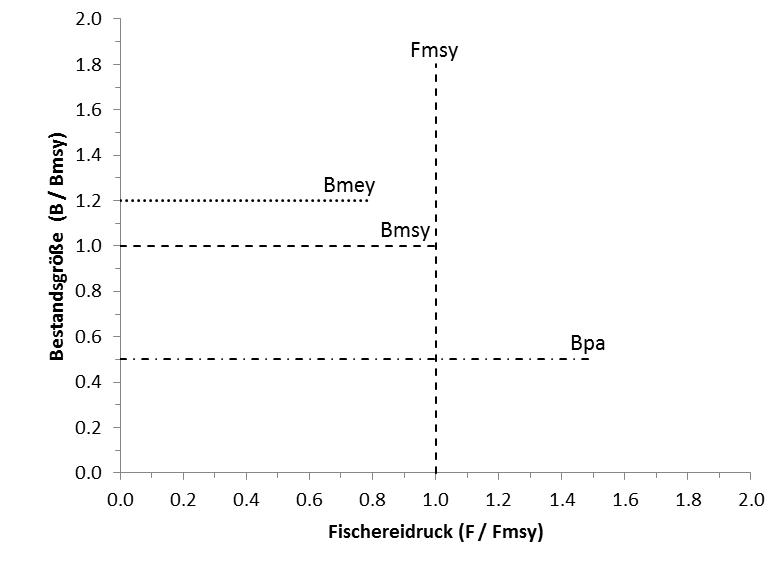 2.0
Fmsy
1.8
1.6
1.4
Bmey
1.2
Bmsy
1.0
0.8
Bpa
0.6
0.4
0.2
0.0
Bestandsgröße (B / Bmsy)
0.0 0.2 0.4 0.6 0.8 1.0 1.2 1.4 1.6 1.8 2.0
Fischereidruck (F / Fmsy)